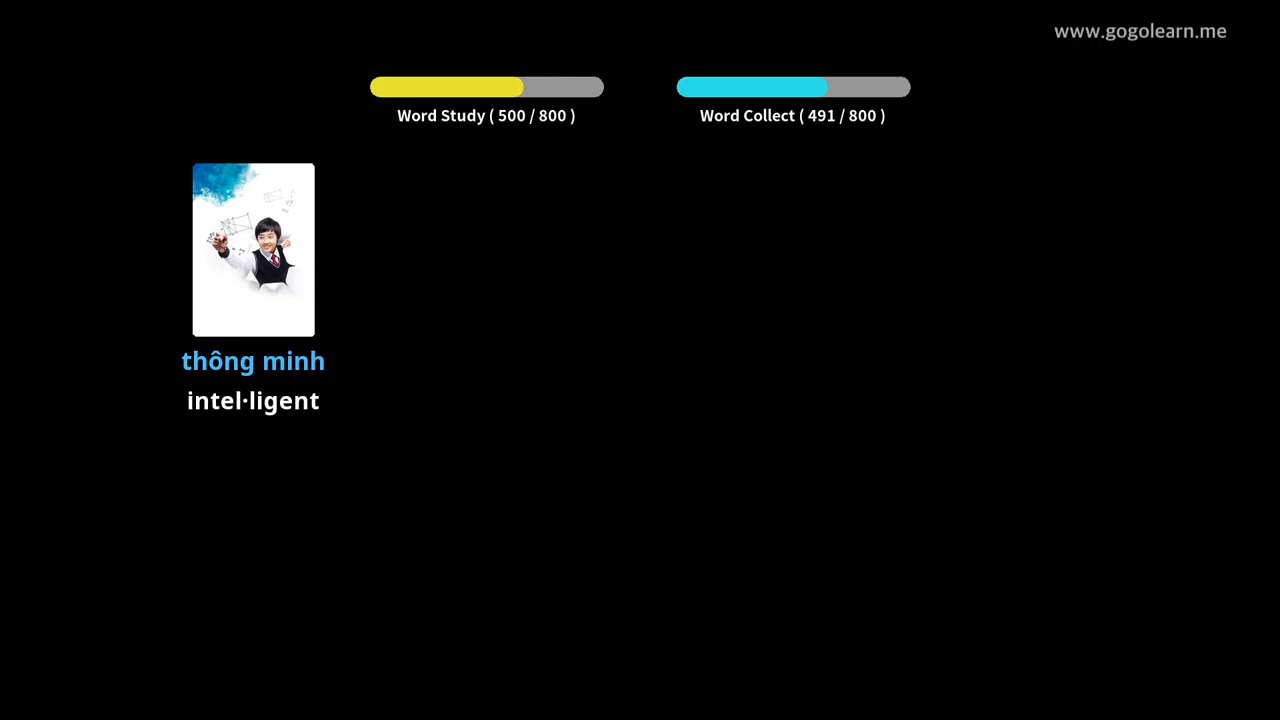 www.gogolearn.me
Word Study ( 500 / 800 )
Word Collect ( 491 / 800 )
thông minh
intel·ligent